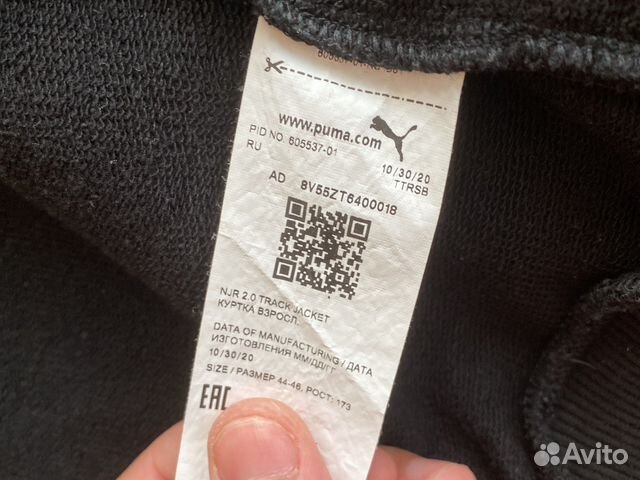 www.puma.com
PID NO 605537-01
RU
10/30/20
TTRSB
AD 8V55ZT6400018
NJR 2.0 TRACK JACKET
КУРТКА ВЗРОСЛ.
DATA OF MANUFACTURING / ДАТА
ИЗГОТОВЛЕНИЯ ММ/ДД/ГГ
10/30/20
SIZE / РАЗМЕР 44-46, РОСТ: 173
EAC
Avito